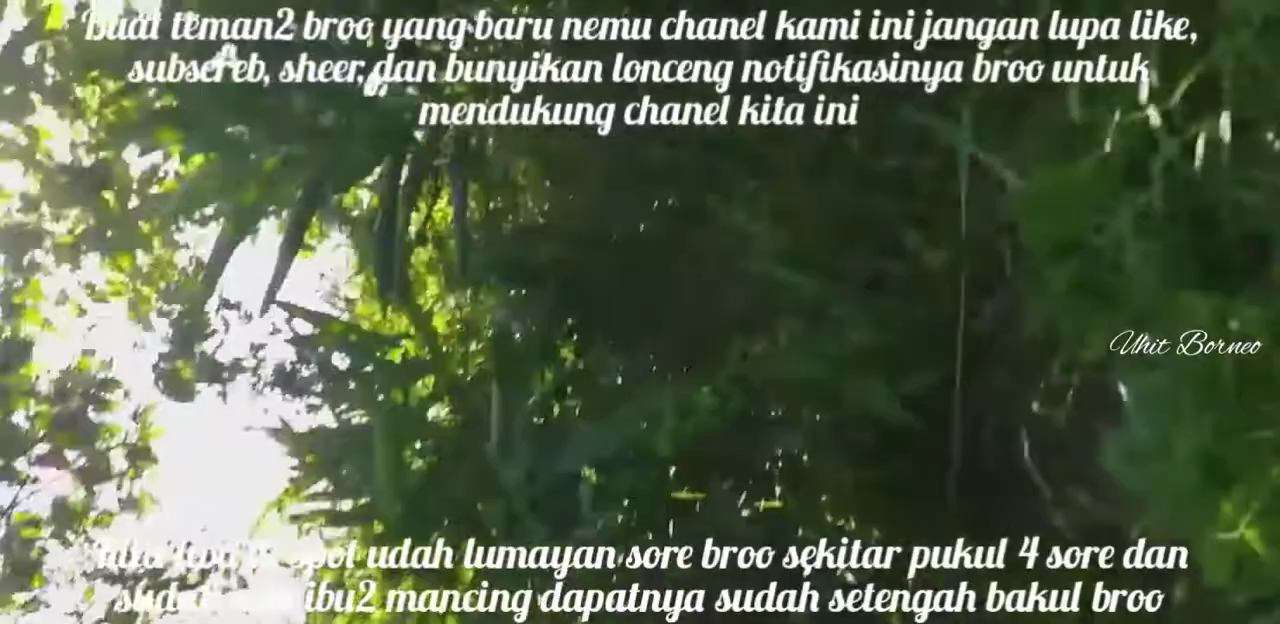 Buat teman2 broo yang baru nemu chanel kami ini jangan lupa like,
subscreb, sheer, dan bunyikan lonceng notifikasinya broo untuk
mendukung chanel kita ini
Uhit Borneo
spot udah lumayan sore broo sekitar pukul 4 sore dan
ibu2 mancing dapatnya sudah setengah bakul broo